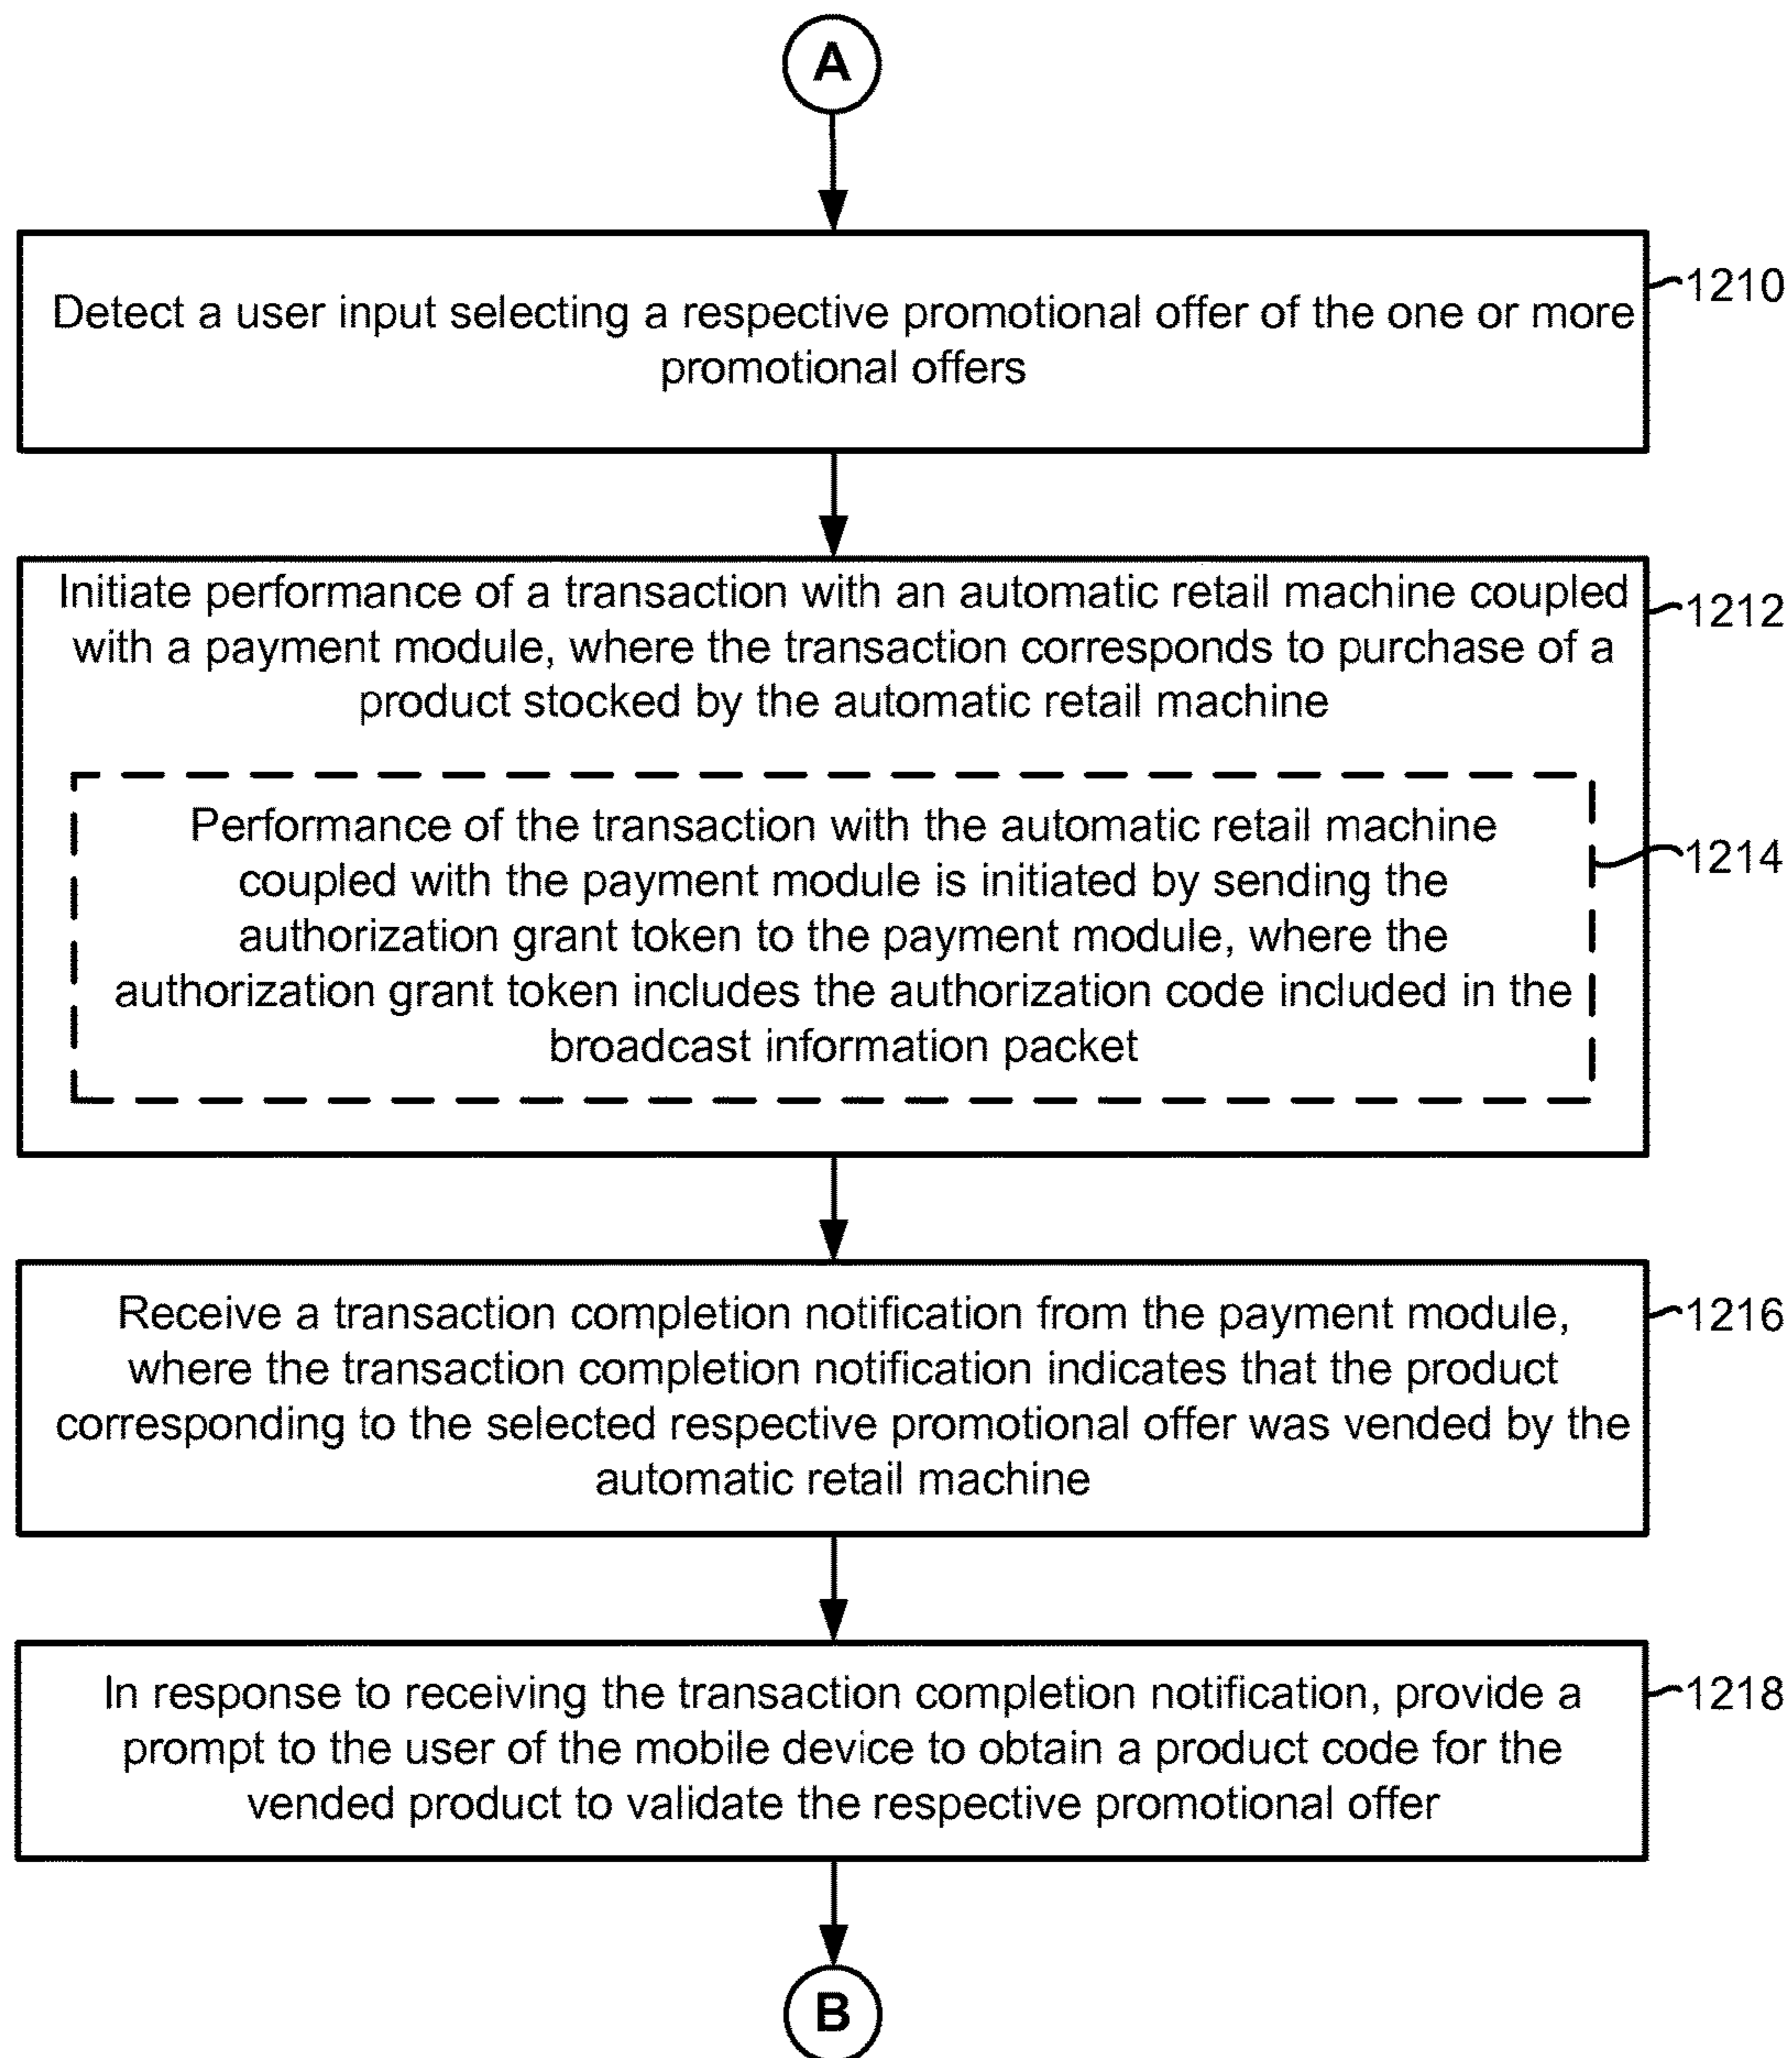 A
Detect a user input selecting a respective promotional offer of the one or more
promotional offers
1210
Initiate performance of a transaction with an automatic retail machine coupled
with a payment module, where the transaction corresponds to purchase of a
product stocked by the automatic retail machine
1212
Performance of the transaction with the automatic retail machine
coupled with the payment module is initiated by sending the
authorization grant token to the payment module, where the
authorization grant token includes the authorization code included in the
broadcast information packet
1214
Receive a transaction completion notification from the payment module,
where the transaction completion notification indicates that the product
corresponding to the selected respective promotional offer was vended by the
automatic retail machine
1216
In response to receiving the transaction completion notification, provide a
prompt to the user of the mobile device to obtain a product code for the
vended product to validate the respective promotional offer
1218
B